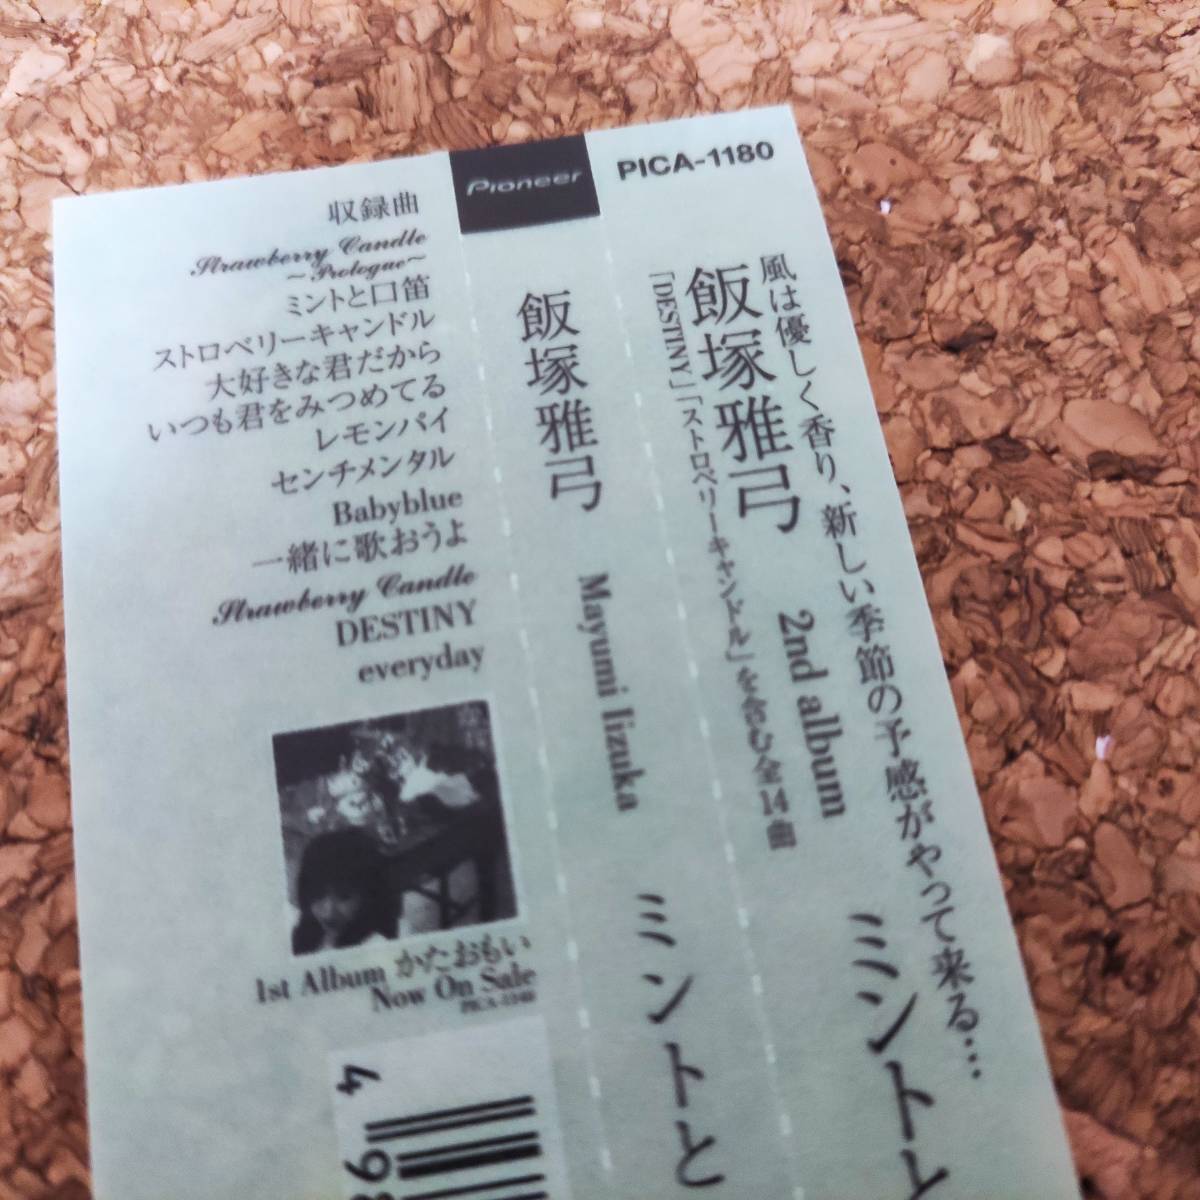 PICA-1180
Pioneer
風は優しく香り、新しい季節の予感がやって来る…
飯塚雅弓 2nd album ミントと
「DESTINY」「ストロベリーキャンドル」を含む全14曲
飯塚雅弓 Mayumi Iizuka ミントと
収録曲
Strawberry Candle
～Prologue～
ミントと口笛
ストロベリーキャンドル
大好きな君だから
いつも君をみつめてる
レモンパイ
センチメンタル
Babyblue
一緒に歌おうよ
Strawberry Candle
DESTINY
everyday
1st Album かたおもい
Now On Sale
4